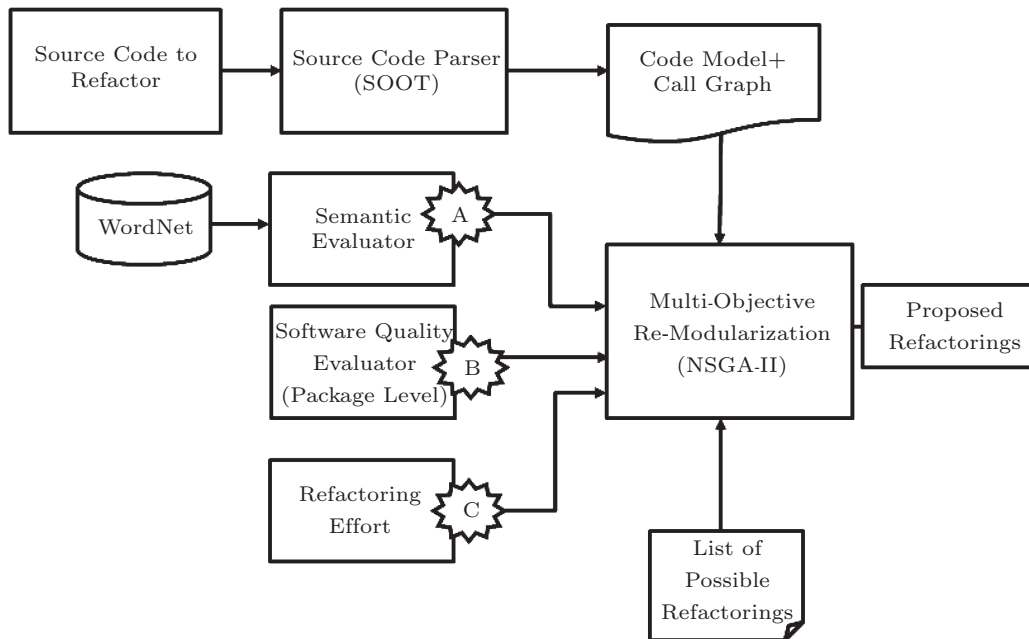 Source Code to
Refactor
Source Code Parser
(SOOT)
Code Model+
Call Graph
WordNet
Semantic
Evaluator
A
Software Quality
Evaluator
(Package Level)
B
Refactoring
Effort
C
Multi-Objective
Re-Modularization
(NSGA-II)
Proposed
Refactorings
List of
Possible
Refactorings